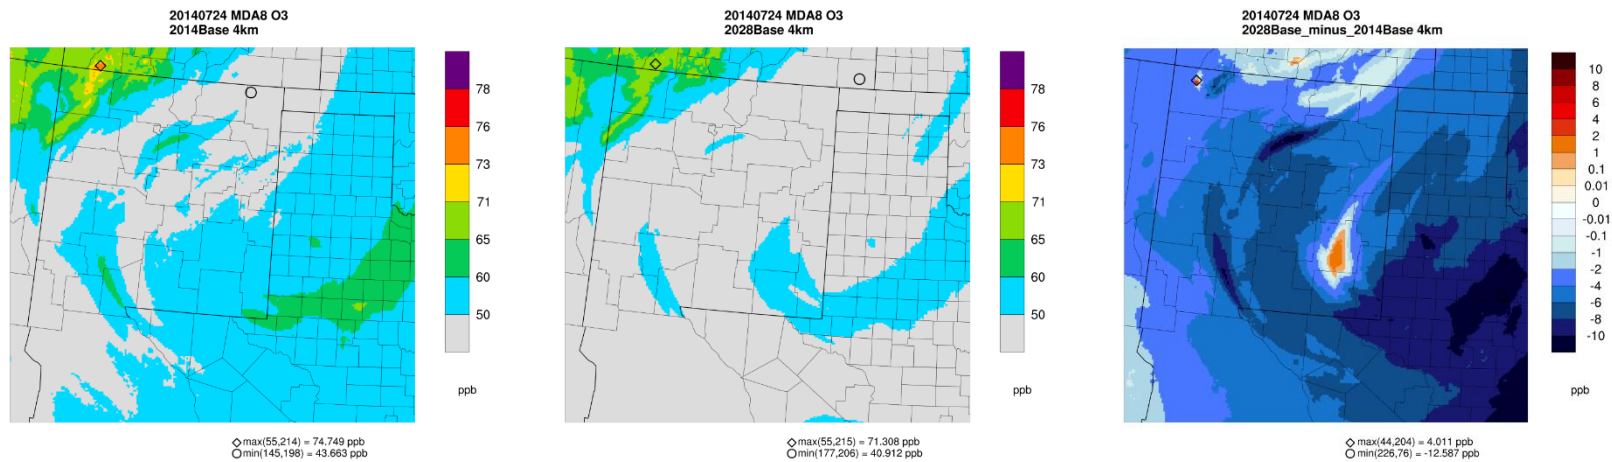 20140724 MDA8 O3
2014Base 4km
78
76
73
71
65
60
50
ppb
max(55,214) = 74.749 ppb
min(145,198) = 43.663 ppb
20140724 MDA8 O3
2028Base 4km
78
76
73
71
65
60
50
ppb
max(55,215) = 71.308 ppb
min(177,206) = 40.912 ppb
20140724 MDA8 O3
2028Base_minus_2014Base 4km
10
8
6
4
2
1
0.1
0.01
0
-0.01
-0.1
-1
-2
-4
-6
-8
-10
ppb
max(44,204) = 4.011 ppb
min(226,76) = -12.587 ppb